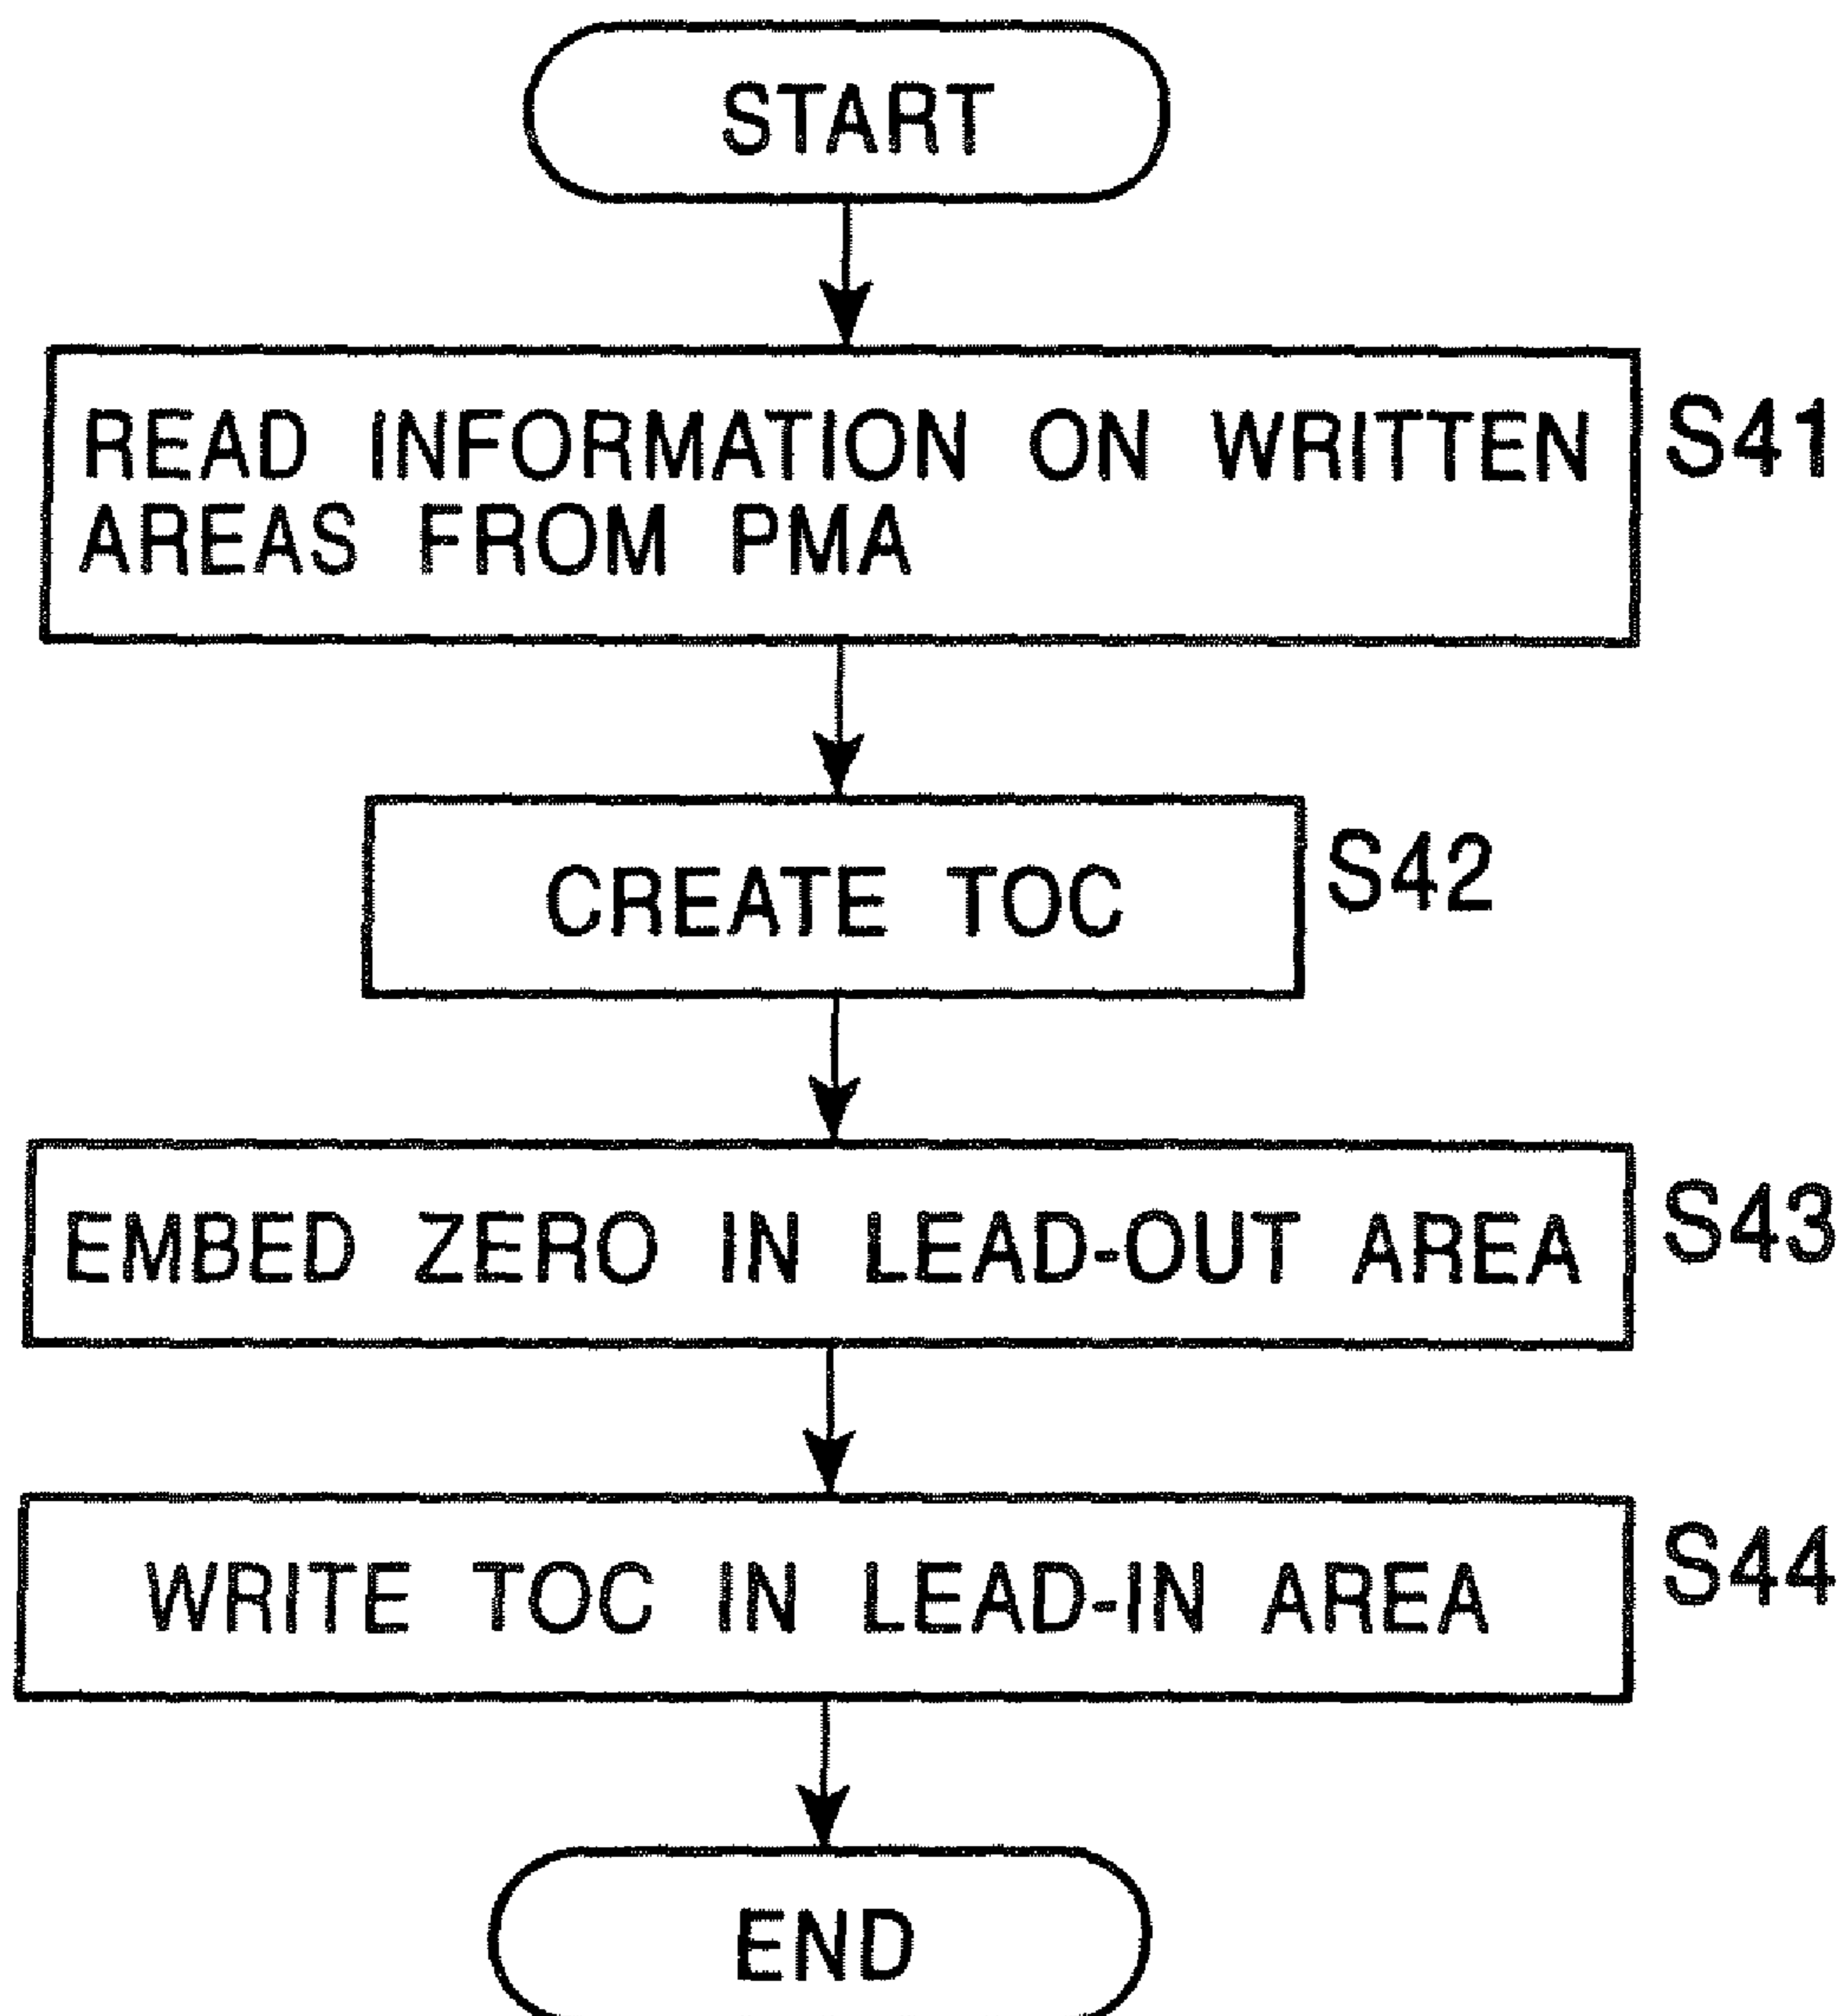 START
READ INFORMATION ON WRITTEN
AREAS FROM PMA
S41
CREATE TOC
S42
EMBED ZERO IN LEAD-OUT AREA
S43
WRITE TOC IN LEAD-IN AREA
S44
END